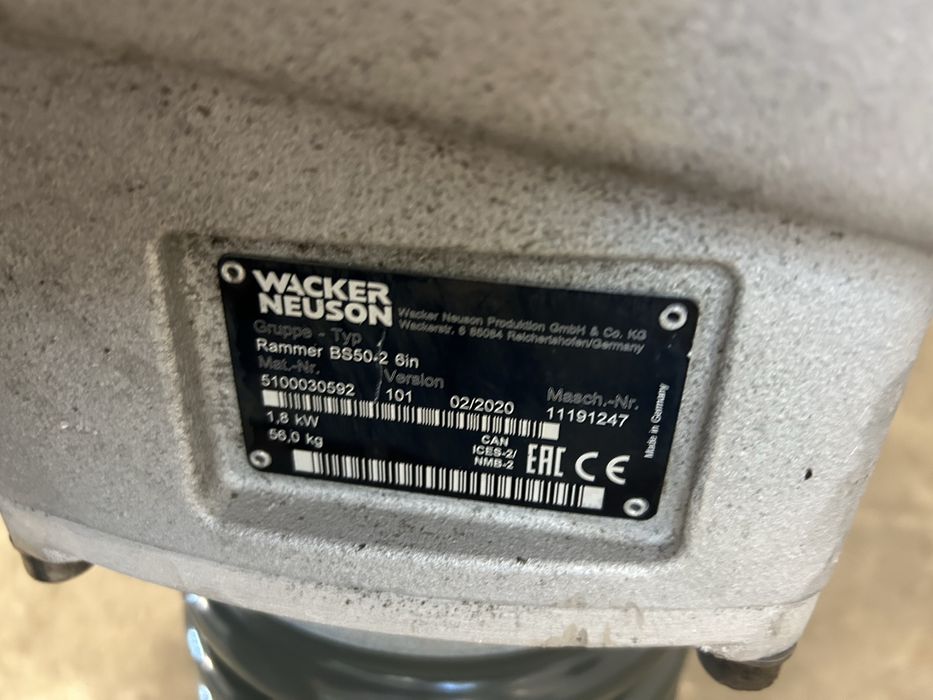 WACKER
NEUSON
Wacker Neuson Produktion GmbH & Co. KG
Wackerstr. 6 85084 Reichertshofen/Germany
Gruppe - Typ
Rammer BS50-2 6in
Mat.-Nr.
Version
Masch.-Nr.
5100030592 101 02/2020 11191247
1,8 kW
56,0 kg
CAN
ICES-2/
NMB-2
EAC CE
Made in Germany